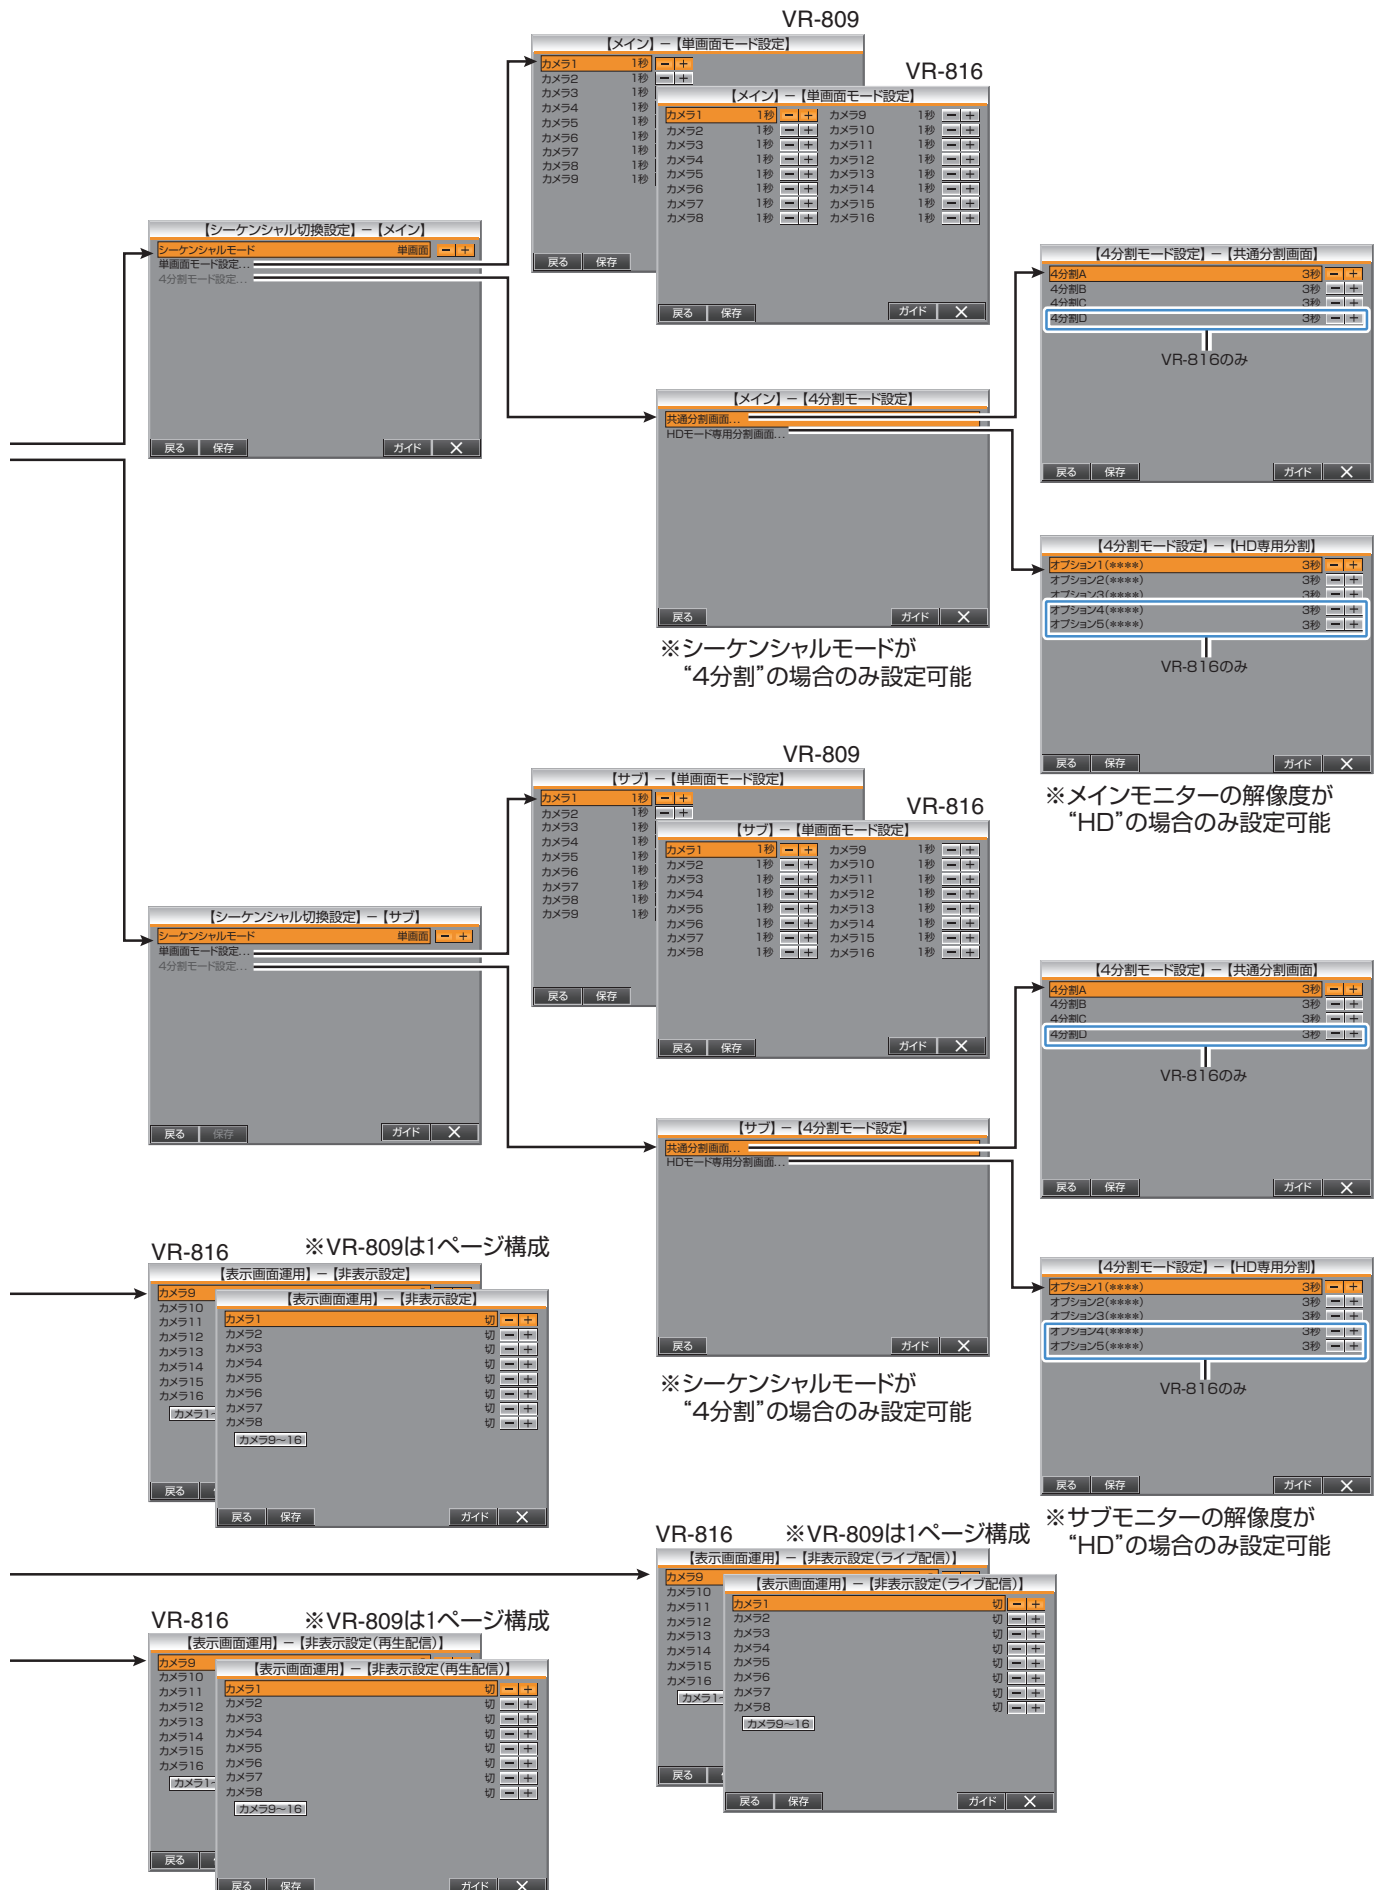 VR-809
【メイン】－【単画面モード設定】
カメラ1 1秒 － ＋
カメラ2 1秒 － ＋
カメラ3 1秒
カメラ4 1秒
カメラ5 1秒
カメラ6 1秒
カメラ7 1秒
カメラ8 1秒
カメラ9 1秒
戻る 保存
VR-816
【メイン】－【単画面モード設定】
カメラ1 1秒 － ＋ カメラ9 1秒 － ＋
カメラ2 1秒 － ＋ カメラ10 1秒 － ＋
カメラ3 1秒 － ＋ カメラ11 1秒 － ＋
カメラ4 1秒 － ＋ カメラ12 1秒 － ＋
カメラ5 1秒 － ＋ カメラ13 1秒 － ＋
カメラ6 1秒 － ＋ カメラ14 1秒 － ＋
カメラ7 1秒 － ＋ カメラ15 1秒 － ＋
カメラ8 1秒 － ＋ カメラ16 1秒 － ＋
戻る 保存 ガイド ✕
【シーケンシャル切換設定】－【メイン】
シーケンシャルモード 単画面 － ＋
単画面モード設定...
4分割モード設定...
戻る 保存 ガイド ✕
【4分割モード設定】－【共通分割画面】
4分割A 3秒 － ＋
4分割B 3秒 － ＋
4分割C 3秒 － ＋
4分割D 3秒 － ＋
VR-816のみ
戻る 保存 ガイド ✕
【メイン】－【4分割モード設定】
共通分割画面...
HDモード専用分割画面...
戻る ガイド ✕
※シーケンシャルモードが
“4分割”の場合のみ設定可能
【4分割モード設定】－【HD専用分割】
オプション1(****) 3秒 － ＋
オプション2(****) 3秒 － ＋
オプション3(****) 3秒 － ＋
オプション4(****) 3秒 － ＋
オプション5(****) 3秒 － ＋
VR-816のみ
戻る 保存 ガイド ✕
※メインモニターの解像度が
“HD”の場合のみ設定可能
VR-809
【サブ】－【単画面モード設定】
カメラ1 1秒 － ＋
カメラ2 1秒 － ＋
カメラ3 1秒
カメラ4 1秒
カメラ5 1秒
カメラ6 1秒
カメラ7 1秒
カメラ8 1秒
カメラ9 1秒
戻る 保存
VR-816
【サブ】－【単画面モード設定】
カメラ1 1秒 － ＋ カメラ9 1秒 － ＋
カメラ2 1秒 － ＋ カメラ10 1秒 － ＋
カメラ3 1秒 － ＋ カメラ11 1秒 － ＋
カメラ4 1秒 － ＋ カメラ12 1秒 － ＋
カメラ5 1秒 － ＋ カメラ13 1秒 － ＋
カメラ6 1秒 － ＋ カメラ14 1秒 － ＋
カメラ7 1秒 － ＋ カメラ15 1秒 － ＋
カメラ8 1秒 － ＋ カメラ16 1秒 － ＋
戻る 保存 ガイド ✕
【シーケンシャル切換設定】－【サブ】
シーケンシャルモード 単画面 － ＋
単画面モード設定...
4分割モード設定...
戻る 保存 ガイド ✕
【4分割モード設定】－【共通分割画面】
4分割A 3秒 － ＋
4分割B 3秒 － ＋
4分割C 3秒 － ＋
4分割D 3秒 － ＋
VR-816のみ
戻る 保存 ガイド ✕
【サブ】－【4分割モード設定】
共通分割画面...
HDモード専用分割画面...
戻る ガイド ✕
※シーケンシャルモードが
“4分割”の場合のみ設定可能
【4分割モード設定】－【HD専用分割】
オプション1(****) 3秒 － ＋
オプション2(****) 3秒 － ＋
オプション3(****) 3秒 － ＋
オプション4(****) 3秒 － ＋
オプション5(****) 3秒 － ＋
VR-816のみ
戻る 保存 ガイド ✕
※サブモニターの解像度が
“HD”の場合のみ設定可能
VR-816 ※VR-809は1ページ構成
【表示画面運用】－【非表示設定】
カメラ9
カメラ10
カメラ11
カメラ12
カメラ13
カメラ14
カメラ15
カメラ16
カメラ1~
戻る
【表示画面運用】－【非表示設定】
カメラ1 切 － ＋
カメラ2 切 － ＋
カメラ3 切 － ＋
カメラ4 切 － ＋
カメラ5 切 － ＋
カメラ6 切 － ＋
カメラ7 切 － ＋
カメラ8 切 － ＋
カメラ9~16
戻る 保存 ガイド ✕
VR-816 ※VR-809は1ページ構成
【表示画面運用】－【非表示設定(ライブ配信)】
カメラ9
カメラ10
カメラ11
カメラ12
カメラ13
カメラ14
カメラ15
カメラ16
カメラ1~
戻る
【表示画面運用】－【非表示設定(ライブ配信)】
カメラ1 切 － ＋
カメラ2 切 － ＋
カメラ3 切 － ＋
カメラ4 切 － ＋
カメラ5 切 － ＋
カメラ6 切 － ＋
カメラ7 切 － ＋
カメラ8 切 － ＋
カメラ9~16
戻る 保存 ガイド ✕
VR-816 ※VR-809は1ページ構成
【表示画面運用】－【非表示設定(再生配信)】
カメラ9
カメラ10
カメラ11
カメラ12
カメラ13
カメラ14
カメラ15
カメラ16
カメラ1~
戻る
【表示画面運用】－【非表示設定(再生配信)】
カメラ1 切 － ＋
カメラ2 切 － ＋
カメラ3 切 － ＋
カメラ4 切 － ＋
カメラ5 切 － ＋
カメラ6 切 － ＋
カメラ7 切 － ＋
カメラ8 切 － ＋
カメラ9~16
戻る 保存 ガイド ✕